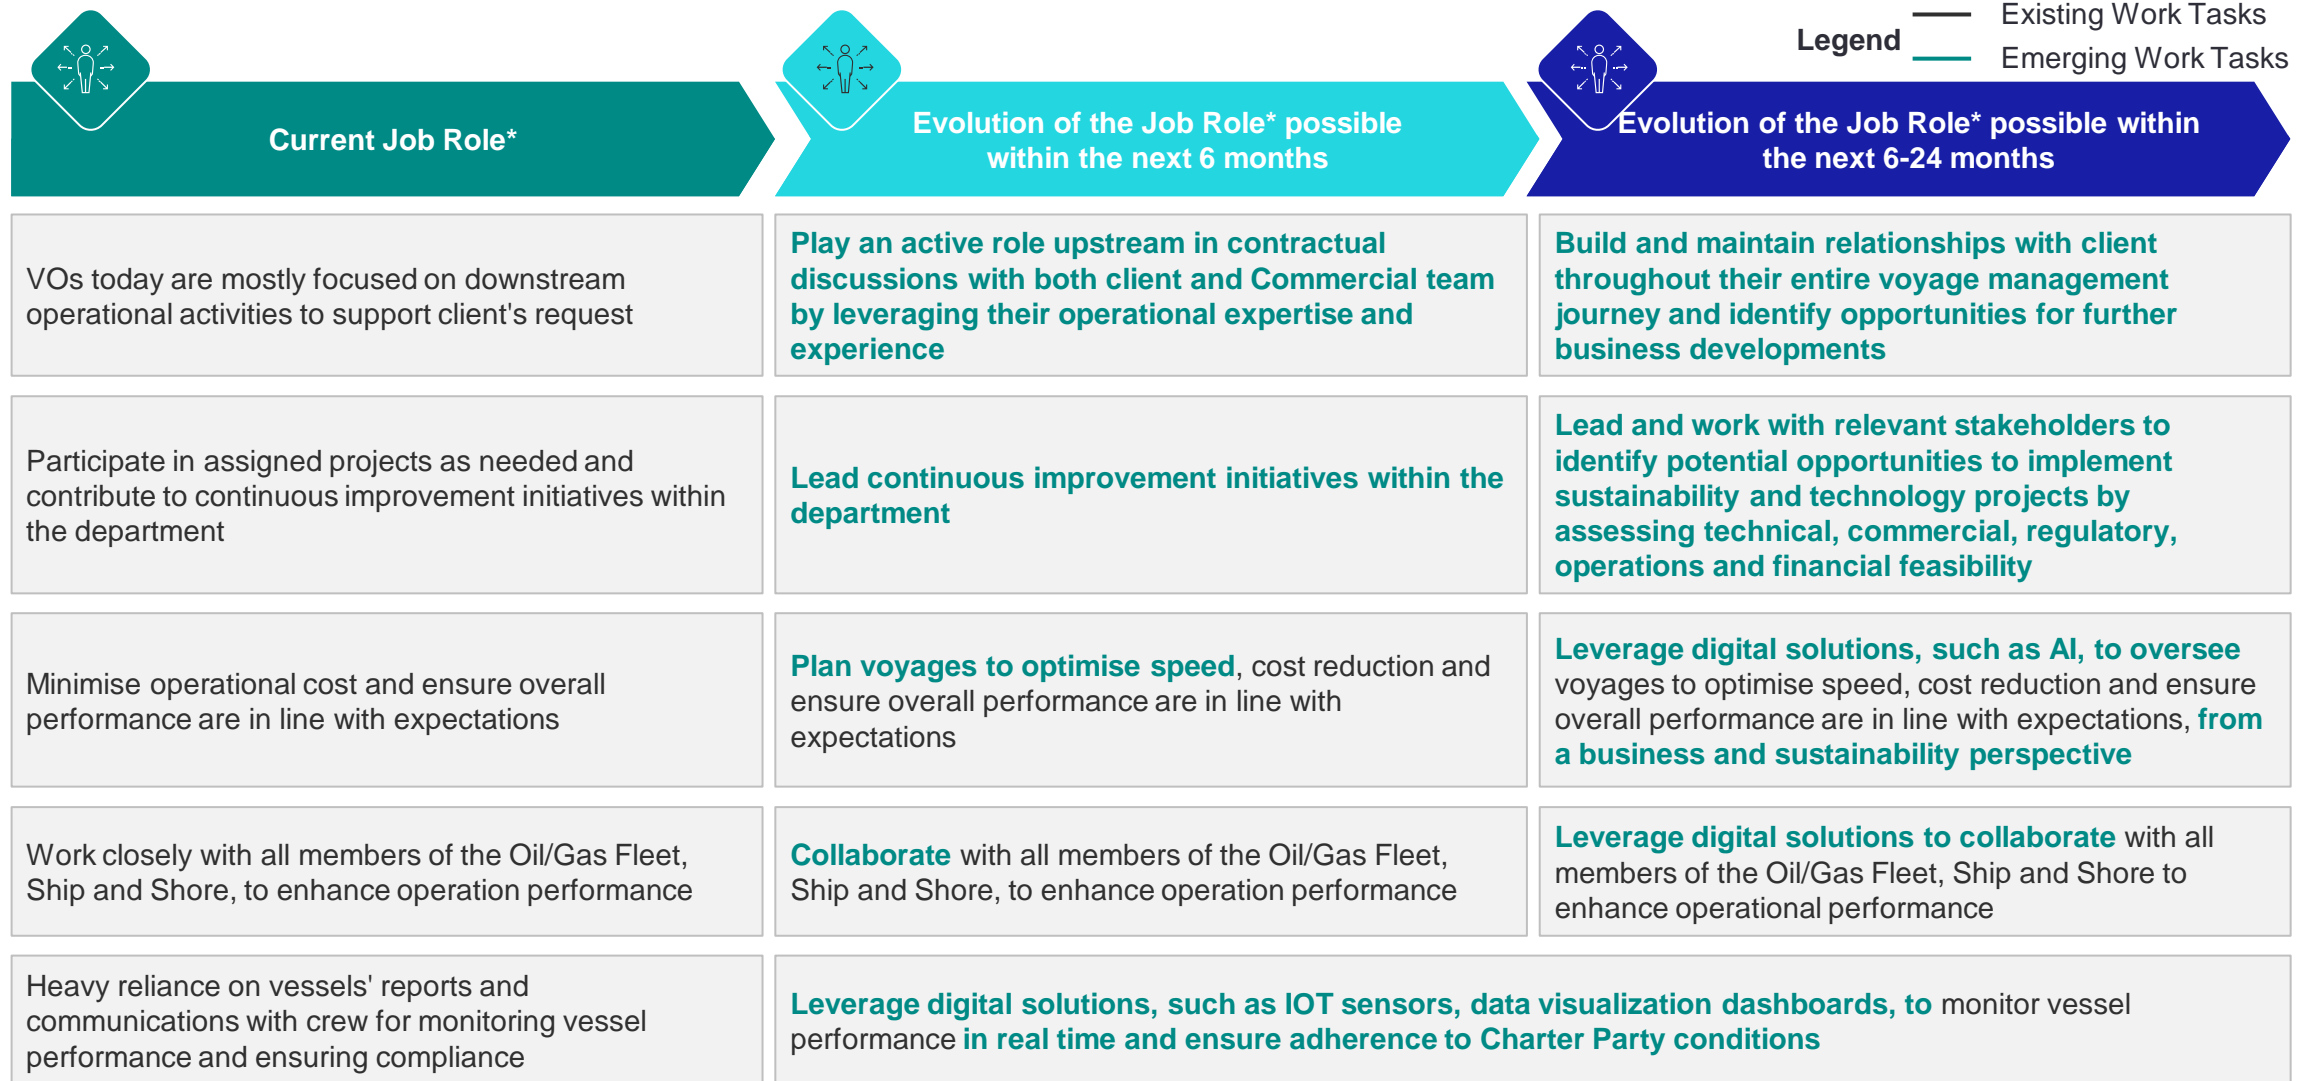 Legend
Existing Work Tasks
Emerging Work Tasks
Current Job Role*
Evolution of the Job Role* possible
within the next 6 months
Evolution of the Job Role* possible within
the next 6-24 months
VOs today are mostly focused on downstream
operational activities to support client's request
Play an active role upstream in contractual
discussions with both client and Commercial team
by leveraging their operational expertise and
experience
Build and maintain relationships with client
throughout their entire voyage management
journey and identify opportunities for further
business developments
Participate in assigned projects as needed and
contribute to continuous improvement initiatives within
the department
Lead continuous improvement initiatives within the
department
Lead and work with relevant stakeholders to
identify potential opportunities to implement
sustainability and technology projects by
assessing technical, commercial, regulatory,
operations and financial feasibility
Minimise operational cost and ensure overall
performance are in line with expectations
Plan voyages to optimise speed, cost reduction and
ensure overall performance are in line with
expectations
Leverage digital solutions, such as AI, to oversee
voyages to optimise speed, cost reduction and ensure
overall performance are in line with expectations, from
a business and sustainability perspective
Work closely with all members of the Oil/Gas Fleet,
Ship and Shore, to enhance operation performance
Collaborate with all members of the Oil/Gas Fleet,
Ship and Shore, to enhance operation performance
Leverage digital solutions to collaborate with all
members of the Oil/Gas Fleet, Ship and Shore to
enhance operational performance
Heavy reliance on vessels' reports and
communications with crew for monitoring vessel
performance and ensuring compliance
Leverage digital solutions, such as IOT sensors, data visualization dashboards, to monitor vessel
performance in real time and ensure adherence to Charter Party conditions